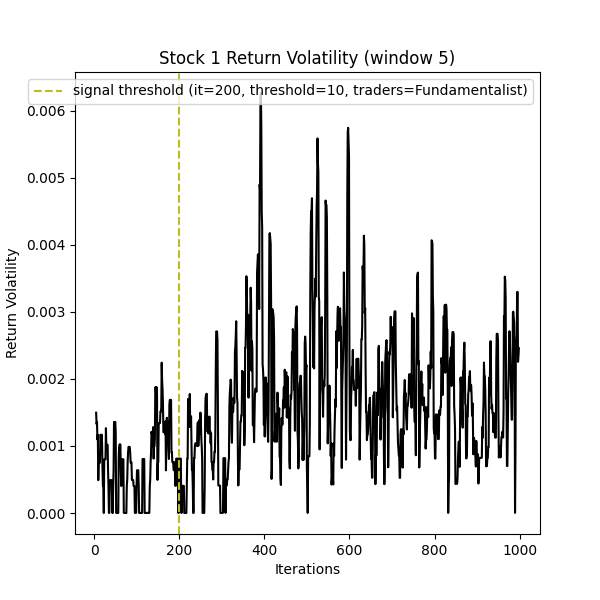 Stock 1 Return Volatility (window 5)
signal threshold (it=200, threshold=10, traders=Fundamentalist)
0.006
0.005
0.004
0.003
0.002
0.001
0.000
Return Volatility
0 200 400 600 800 1000
Iterations